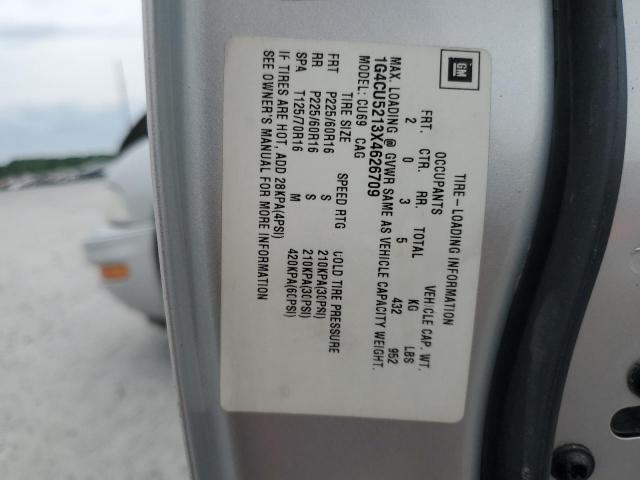 GM
TIRE-LOADING INFORMATION
OCCUPANTS VEHICLE CAP. WT.
FRT. CTR. RR. TOTAL KG LBS
2 0 3 5 432 952
MAX. LOADING @ GVWR SAME AS VEHICLE CAPACITY WEIGHT.
1G4CU5213X4626709
MODEL: CU69 CAG
TIRE SIZE SPEED RTG COLD TIRE PRESSURE
FRT P225/60R16 S 210KPA(30PSI)
RR P225/60R16 S 210KPA(30PSI)
SPA T125/70R16 M 420KPA(60PSI)
IF TIRES ARE HOT, ADD 28KPA(4PSI)
SEE OWNER'S MANUAL FOR MORE INFORMATION